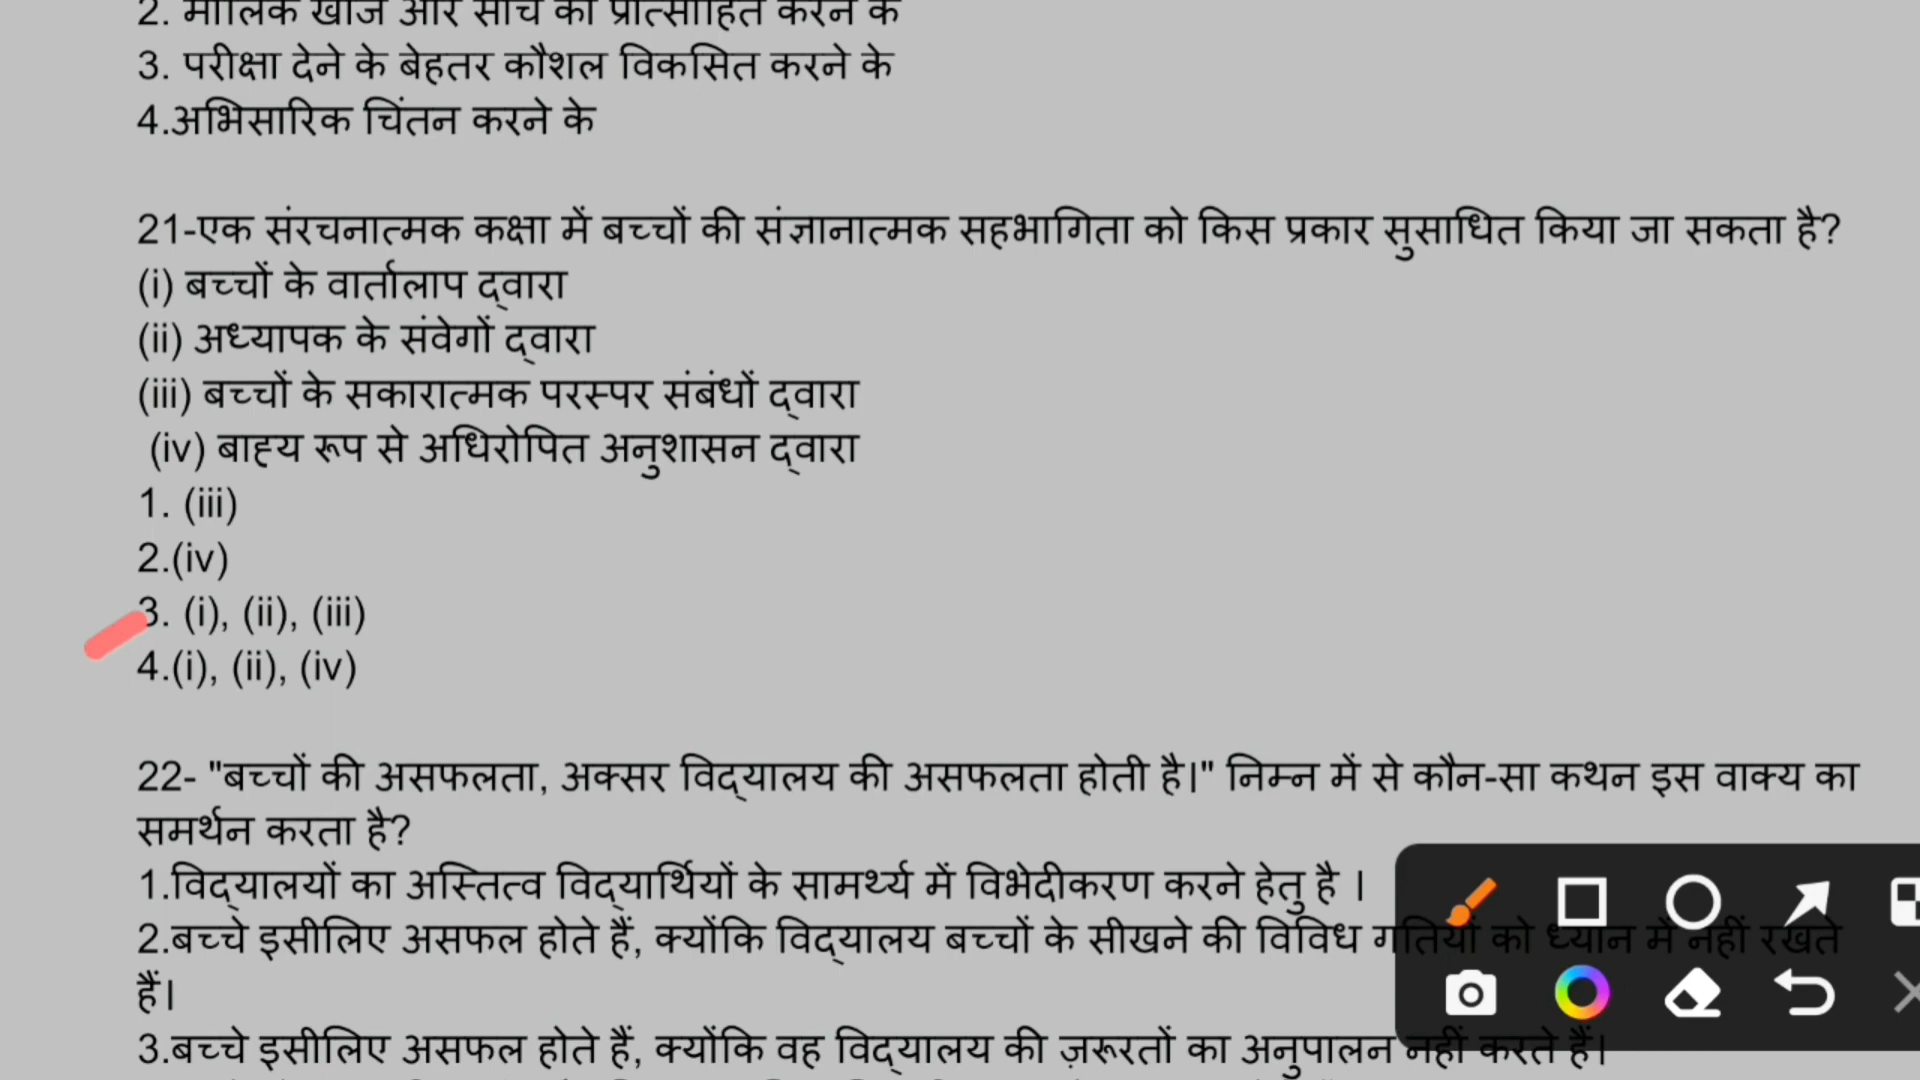 2. मौलिक खोज और सोच को प्रोत्साहित करने के
3. परीक्षा देने के बेहतर कौशल विकसित करने के
4.अभिसारिक चिंतन करने के
21-एक संरचनात्मक कक्षा में बच्चों की संज्ञानात्मक सहभागिता को किस प्रकार सुसाधित किया जा सकता है?
(i) बच्चों के वार्तालाप द्वारा
(ii) अध्यापक के संवेगों द्वारा
(iii) बच्चों के सकारात्मक परस्पर संबंधों द्वारा
(iv) बाह्य रूप से अधिरोपित अनुशासन द्वारा
1. (iii)
2.(iv)
3. (i), (ii), (iii)
4.(i), (ii), (iv)
22- "बच्चों की असफलता, अक्सर विद्यालय की असफलता होती है।" निम्न में से कौन-सा कथन इस वाक्य का
समर्थन करता है?
1.विद्यालयों का अस्तित्व विद्यार्थियों के सामर्थ्य में विभेदीकरण करने हेतु है ।
2.बच्चे इसीलिए असफल होते हैं, क्योंकि विद्यालय बच्चों के सीखने की विविध गतियों को ध्यान में नहीं रखते
हैं।
3.बच्चे इसीलिए असफल होते हैं, क्योंकि वह विद्यालय की ज़रूरतों का अनुपालन नहीं करते हैं।